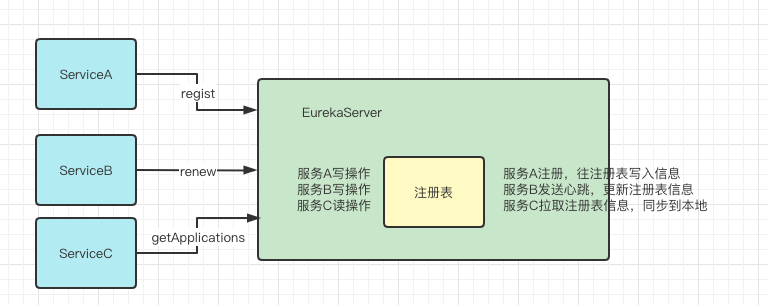 ServiceA
regist
EurekaServer
ServiceB
renew
服务A写操作
服务B写操作
服务C读操作
注册表
服务A注册，往注册表写入信息
服务B发送心跳，更新注册表信息
服务C拉取注册表信息，同步到本地
getApplications
ServiceC